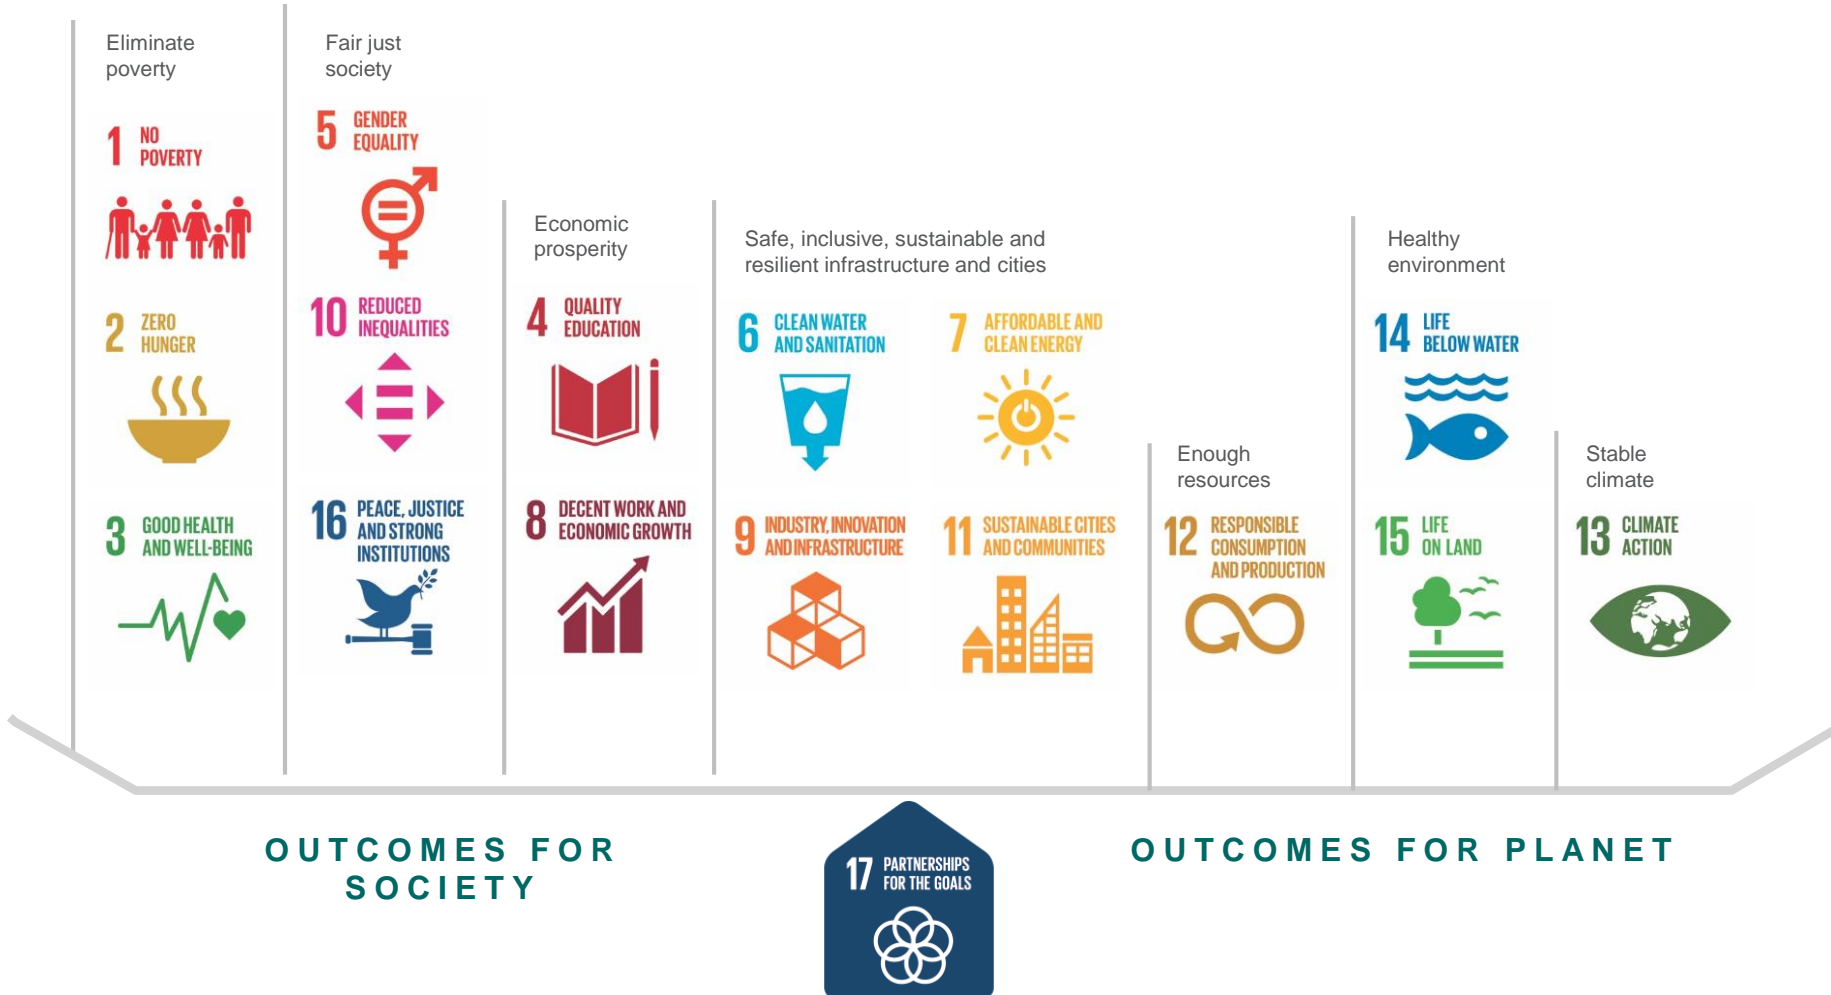 Eliminate
poverty
1 NO
POVERTY
2 ZERO
HUNGER
3 GOOD HEALTH
AND WELL-BEING
Fair just
society
5 GENDER
EQUALITY
10 REDUCED
INEQUALITIES
16 PEACE, JUSTICE
AND STRONG
INSTITUTIONS
Economic
prosperity
4 QUALITY
EDUCATION
8 DECENT WORK AND
ECONOMIC GROWTH
Safe, inclusive, sustainable and
resilient infrastructure and cities
6 CLEAN WATER
AND SANITATION
7 AFFORDABLE AND
CLEAN ENERGY
9 INDUSTRY, INNOVATION
AND INFRASTRUCTURE
11 SUSTAINABLE CITIES
AND COMMUNITIES
Enough
resources
12 RESPONSIBLE
CONSUMPTION
AND PRODUCTION
Healthy
environment
14 LIFE
BELOW WATER
15 LIFE
ON LAND
Stable
climate
13 CLIMATE
ACTION
OUTCOMES FOR
SOCIETY
17 PARTNERSHIPS
FOR THE GOALS
OUTCOMES FOR PLANET